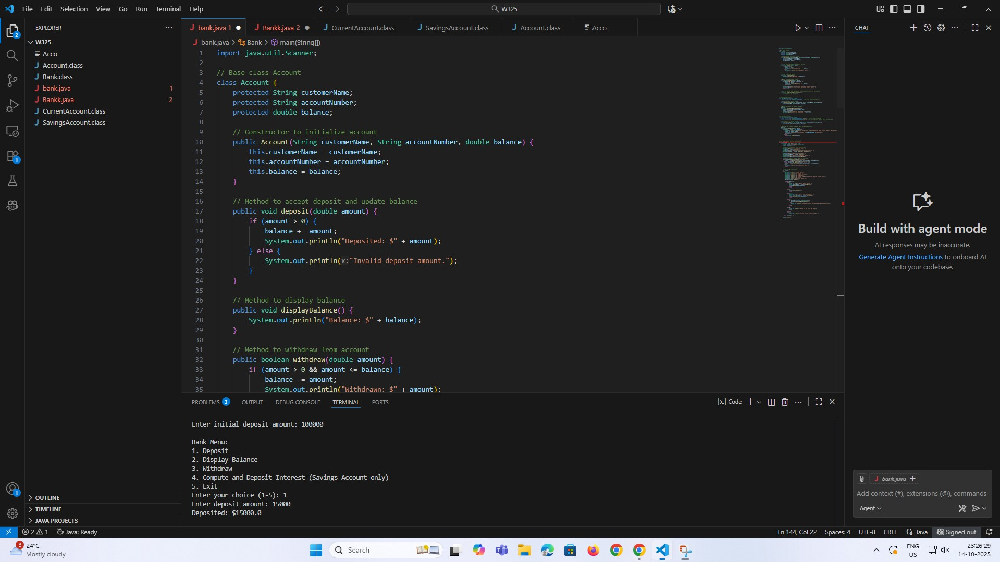 File Edit Selection View Go Run Terminal Help
W325
EXPLORER
W325
Acco
Account.class
Bank.class
bank.java 1
Bankk.java 2
CurrentAccount.class
SavingsAccount.class
OUTLINE
TIMELINE
JAVA PROJECTS
2
1
1
bank.java 1
Bankk.java 2
CurrentAccount.class
SavingsAccount.class
Account.class
Acco
bank.java > Bank > main(String[])
1 import java.util.Scanner;
2
3 // Base class Account
4 class Account {
5 protected String customerName;
6 protected String accountNumber;
7 protected double balance;
8
9 // Constructor to initialize account
10 public Account(String customerName, String accountNumber, double balance) {
11 this.customerName = customerName;
12 this.accountNumber = accountNumber;
13 this.balance = balance;
14 }
15
16 // Method to accept deposit and update balance
17 public void deposit(double amount) {
18 if (amount > 0) {
19 balance += amount;
20 System.out.println("Deposited: $" + amount);
21 } else {
22 System.out.println(x:"Invalid deposit amount.");
23 }
24 }
25
26 // Method to display balance
27 public void displayBalance() {
28 System.out.println("Balance: $" + balance);
29 }
30
31 // Method to withdraw from account
32 public boolean withdraw(double amount) {
33 if (amount > 0 && amount <= balance) {
34 balance -= amount;
35 System.out.println("Withdrawn: $" + amount);
PROBLEMS 3 OUTPUT DEBUG CONSOLE TERMINAL PORTS
Code
Enter initial deposit amount: 100000
Bank Menu:
1. Deposit
2. Display Balance
3. Withdraw
4. Compute and Deposit Interest (Savings Account only)
5. Exit
Enter your choice (1-5): 1
Enter deposit amount: 15000
Deposited: $15000.0
CHAT
Build with agent mode
AI responses may be inaccurate.
Generate Agent Instructions to onboard AI
onto your codebase.
bank.java
Add context (#), extensions (@), commands
Agent
2 1 Java: Ready
Ln 144, Col 22 Spaces: 4 UTF-8 CRLF {} Java Signed out
3
24°C
Mostly cloudy
Search
ENG
US
23:26:29
14-10-2025